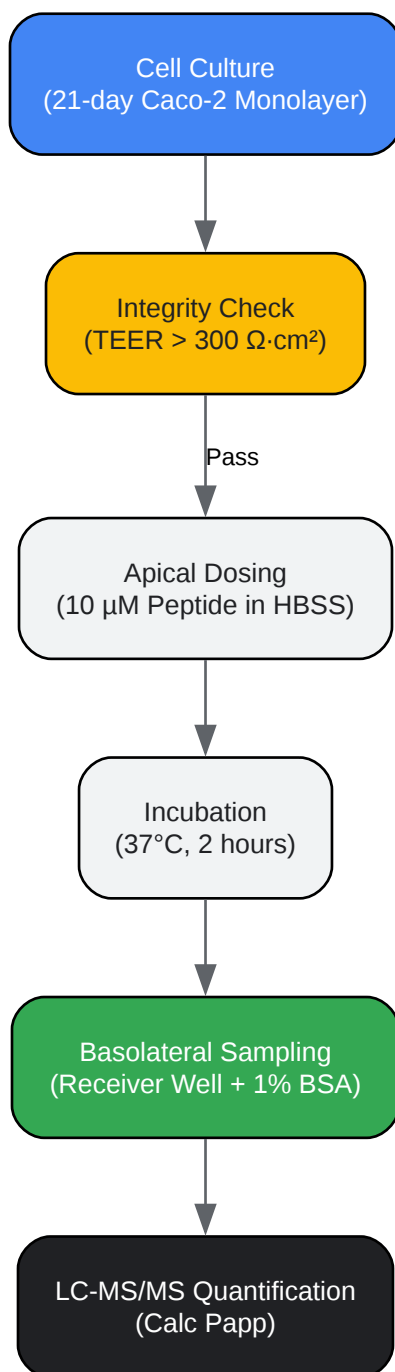 Cell Culture
(21-day Caco-2 Monolayer)
Integrity Check
(TEER > 300 Ω·cm²)
Pass
Apical Dosing
(10 µM Peptide in HBSS)
Incubation
(37°C, 2 hours)
Basolateral Sampling
(Receiver Well + 1% BSA)
LC-MS/MS Quantification
(Calc Papp)